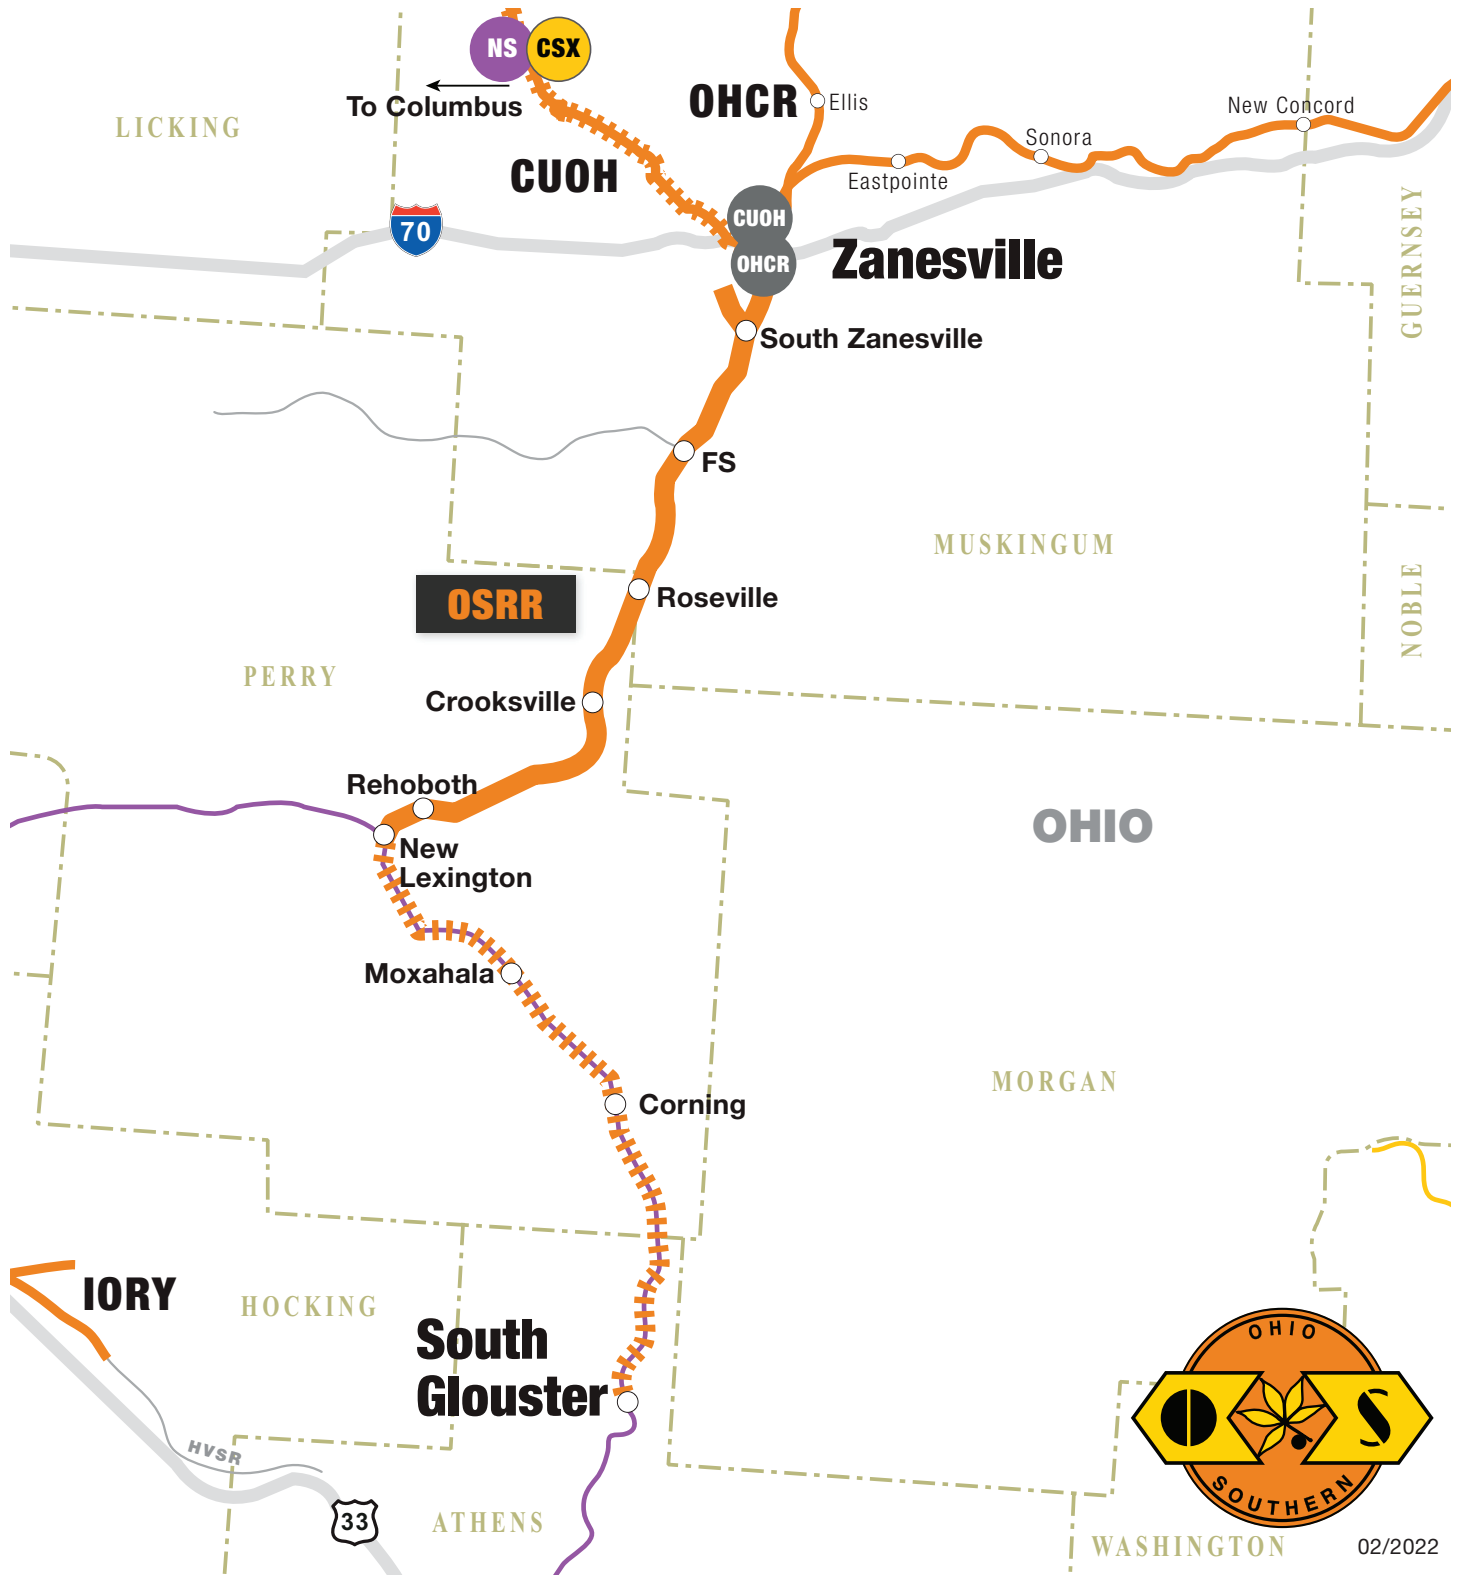 NS
CSX
To Columbus
OHCR
Ellis
New Concord
LICKING
Sonora
CUOH
Eastpointe
70
CUOH
OHCR
Zanesville
GUERNSEY
South Zanesville
FS
MUSKINGUM
OSRR
Roseville
NOBLE
PERRY
Crooksville
Rehoboth
OHIO
New
Lexington
Moxahala
MORGAN
Corning
IORY
HOCKING
South
Glouster
HVSR
33
ATHENS
OHIO
O S
SOUTHERN
WASHINGTON
02/2022